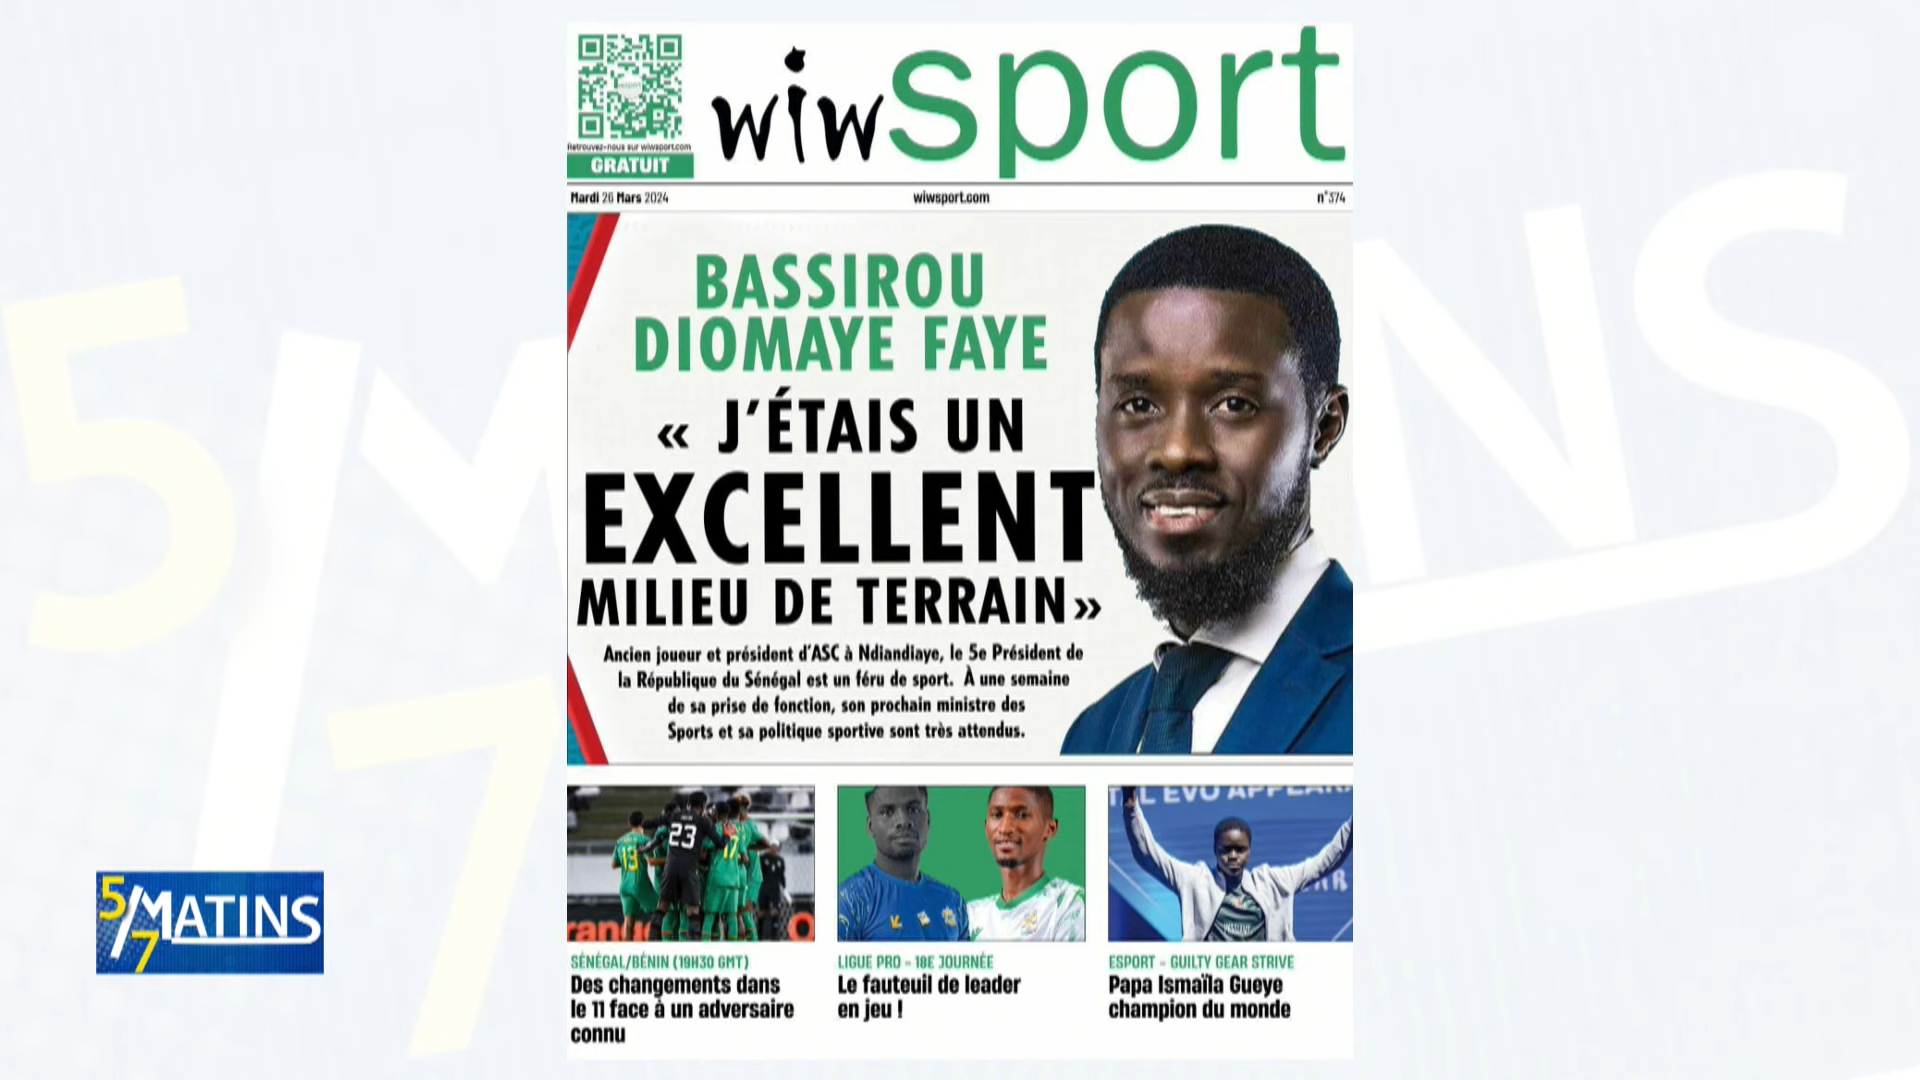 wiwsport
Retrouvez-nous sur wiwsport.com
GRATUIT
Mardi 26 Mars 2024
wiwsport.com
n°374
BASSIROU
DIOMAYE FAYE
« J'ÉTAIS UN
EXCELLENT
MILIEU DE TERRAIN»
Ancien joueur et président d'ASC à Ndiandiaye, le 5e Président de
la République du Sénégal est un féru de sport. À une semaine
de sa prise de fonction, son prochain ministre des
Sports et sa politique sportive sont très attendus.
13
23
17
SÉNÉGAL/BÉNIN (19H30 GMT)
Des changements dans
le 11 face à un adversaire
connu
LIGUE PRO - 18E JOURNÉE
Le fauteuil de leader
en jeu !
EVO APPEAR
ESPORT - GUILTY GEAR STRIVE
Papa Ismaïla Gueye
champion du monde
5/7 MATINS